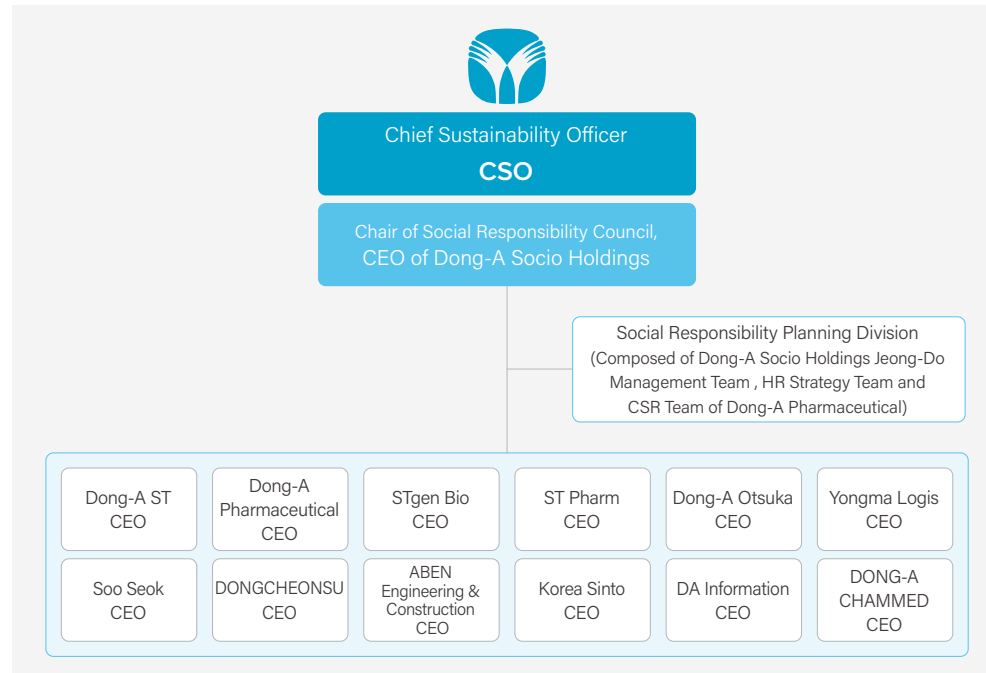 Chief Sustainability Officer
CSO
Chair of Social Responsibility Council,
CEO of Dong-A Socio Holdings
Social Responsibility Planning Division
(Composed of Dong-A Socio Holdings Jeong-Do
Management Team , HR Strategy Team and
CSR Team of Dong-A Pharmaceutical)
Dong-A ST
CEO
Dong-A
Pharmaceutical
CEO
STgen Bio
CEO
ST Pharm
CEO
Dong-A Otsuka
CEO
Yongma Logis
CEO
Soo Seok
CEO
DONGCHEONSU
CEO
ABEN
Engineering &
Construction
CEO
Korea Sinto
CEO
DA Information
CEO
DONG-A
CHAMMED
CEO